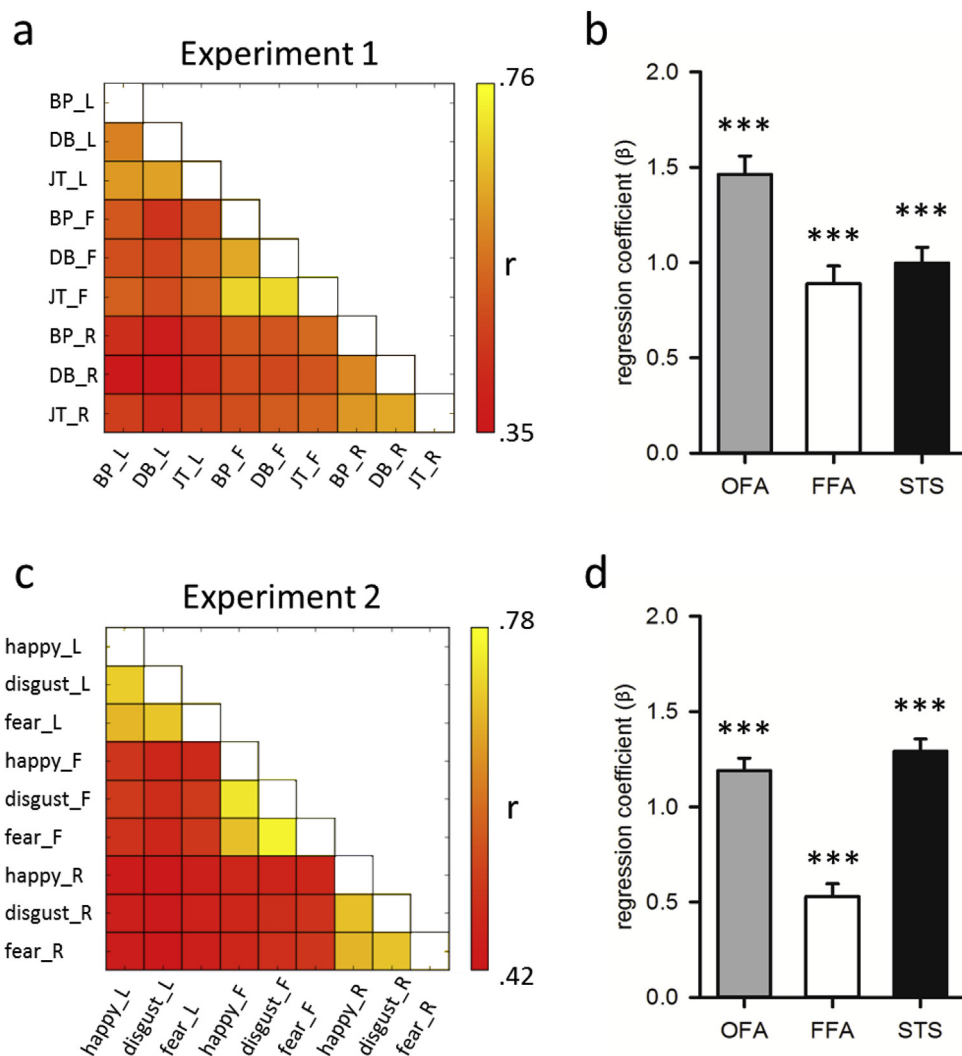 a
Experiment 1
BP_L
DB_L
JT_L
BP_F
DB_F
JT_F
BP_R
DB_R
JT_R
BP_L
DB_L
JT_L
BP_F
DB_F
JT_F
BP_R
DB_R
JT_R
.76
r
.35
b
regression coefficient (β)
2.0
1.5
1.0
0.5
0.0
***
***
***
OFA
FFA
STS
c
Experiment 2
happy_L
disgust_L
fear_L
happy_F
disgust_F
fear_F
happy_R
disgust_R
fear_R
happy_L
disgust_L
fear_L
happy_F
disgust_F
fear_F
happy_R
disgust_R
fear_R
.78
r
.42
d
regression coefficient (β)
2.0
1.5
1.0
0.5
0.0
***
***
***
OFA
FFA
STS